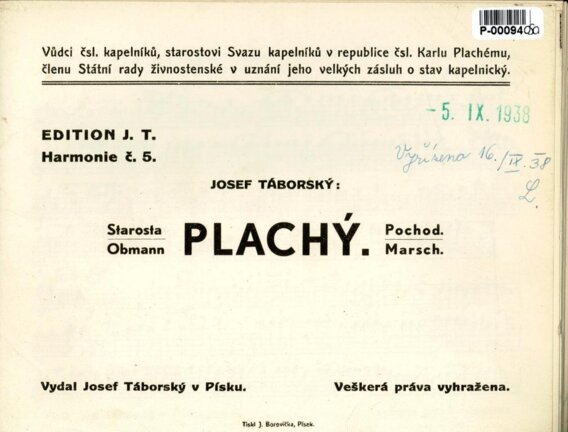 P-00094
Vůdci čsl. kapelníků, starostovi Svazu kapelníků v republice čsl. Karlu Plachému,
členu Státní rady živnostenské v uznání jeho velkých zásluh o stav kapelnický.
- 5. IX. 1938
EDITION J. T.
Harmonie č. 5.
Vyřízena 16./IX. 38
L.
JOSEF TÁBORSKÝ:
Starosta
Obmann
PLACHÝ.
Pochod.
Marsch.
Vydal Josef Táborský v Písku.
Veškerá práva vyhražena.
Tiskl J. Borovička, Písek.